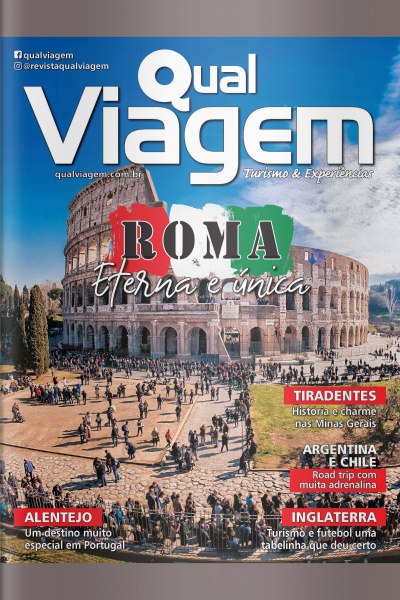 qualviagem
@revistaqualviagem
Qual
Viagem
qualviagem.com.br
Turismo & Experiências
ROMA
Eterna e única
TIRADENTES
História e charme
nas Minas Gerais
ARGENTINA
E CHILE
Road trip com
muita adrenalina
ALENTEJO
Um destino muito
especial em Portugal
INGLATERRA
Turismo e futebol uma
tabelinha que deu certo